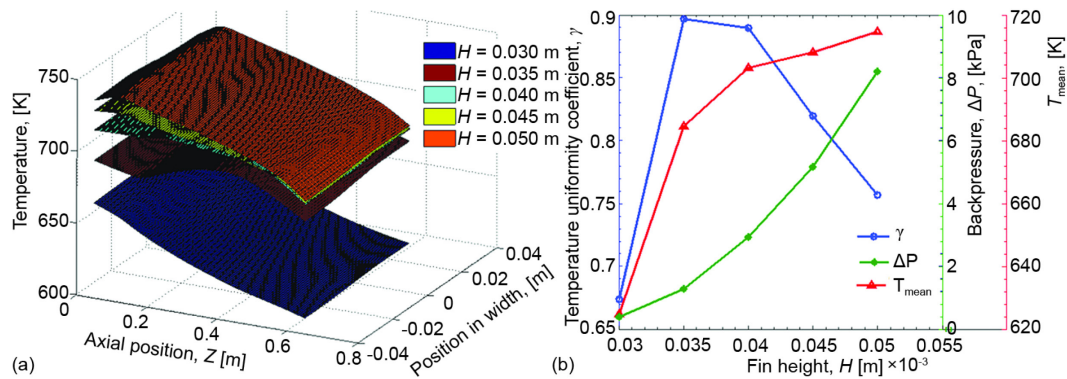 (a)
750
700
650
600
Temperature, [K]
0
0.2
0.4
0.6
0.8
Axial position, Z [m]
-0.04
-0.02
0
0.02
0.04
Position in width, [m]
H = 0.030 m
H = 0.035 m
H = 0.040 m
H = 0.045 m
H = 0.050 m
(b)
Temperature uniformity coefficient, γ
0.9
0.85
0.8
0.75
0.7
0.65
0.03
0.035
0.04
0.045
0.05
0.055
Fin height, H [m] ×10⁻³
γ
ΔP
Tmean
10
8
6
4
2
0
Backpressure, ΔP, [kPa]
720
700
680
660
640
620
Tmean, [K]